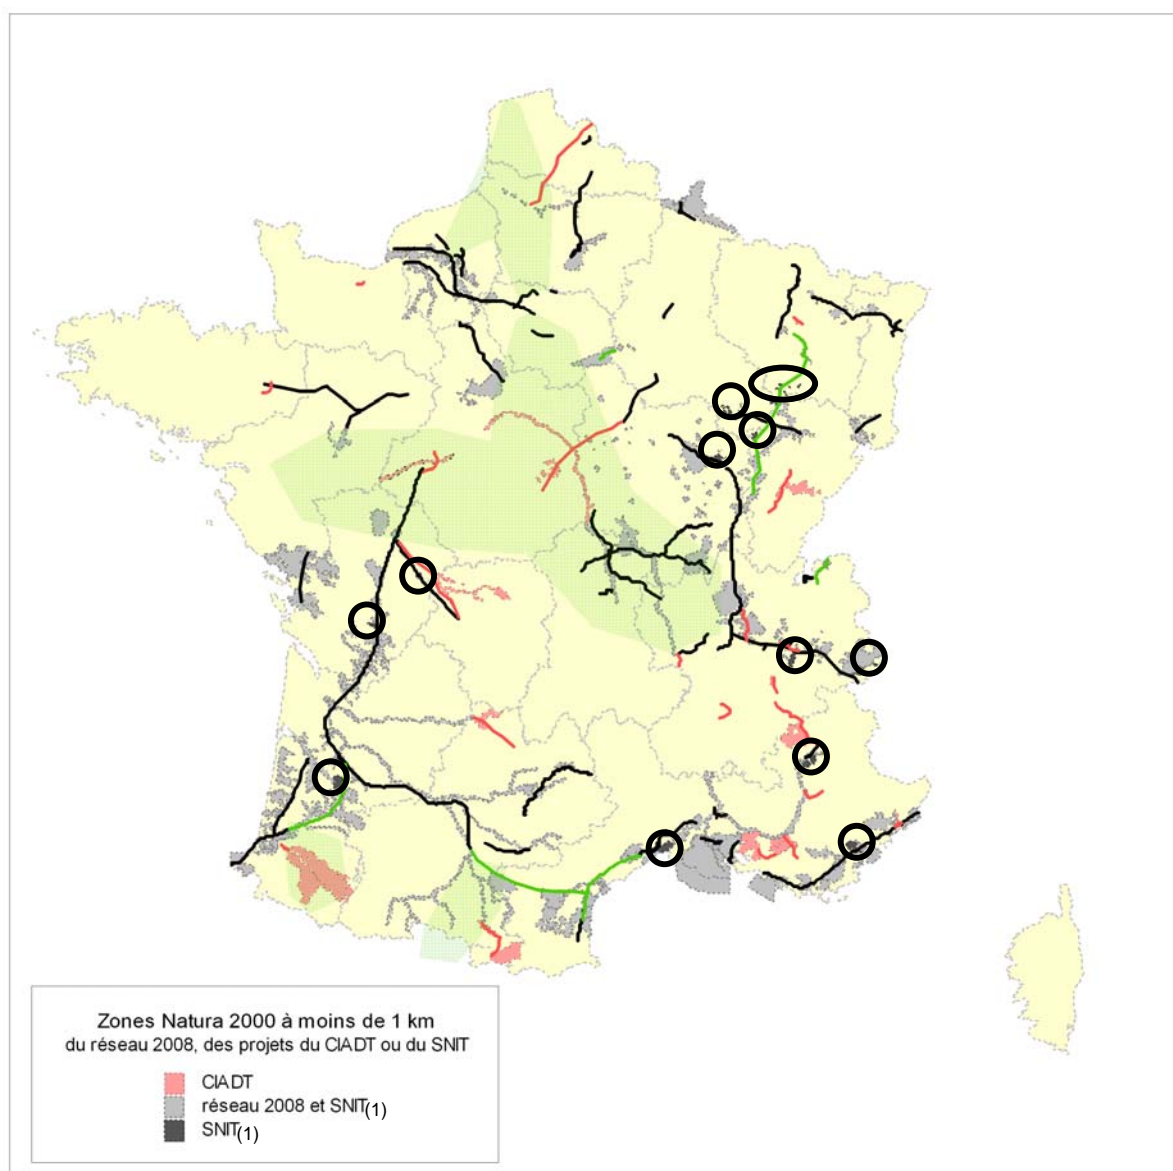 Zones Natura 2000 à moins de 1 km
du réseau 2008, des projets du CIADT ou du SNIT
CIADT
réseau 2008 et SNIT(1)
SNIT(1)